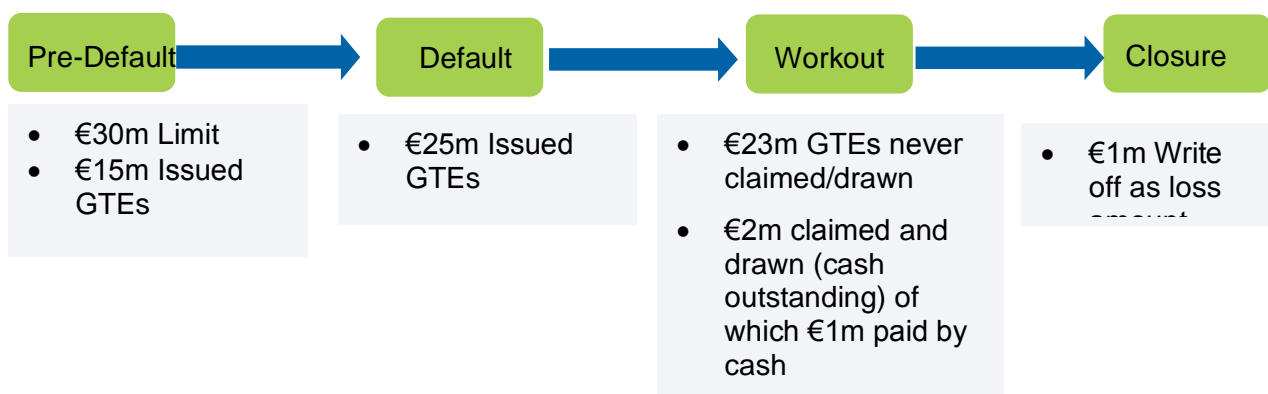 Pre-Default
Default
Workout
Closure
• €30m Limit
• €15m Issued
GTEs
• €25m Issued
GTEs
• €23m GTEs never
claimed/drawn
• €2m claimed and
drawn (cash
outstanding) of
which €1m paid by
cash
• €1m Write
off as loss